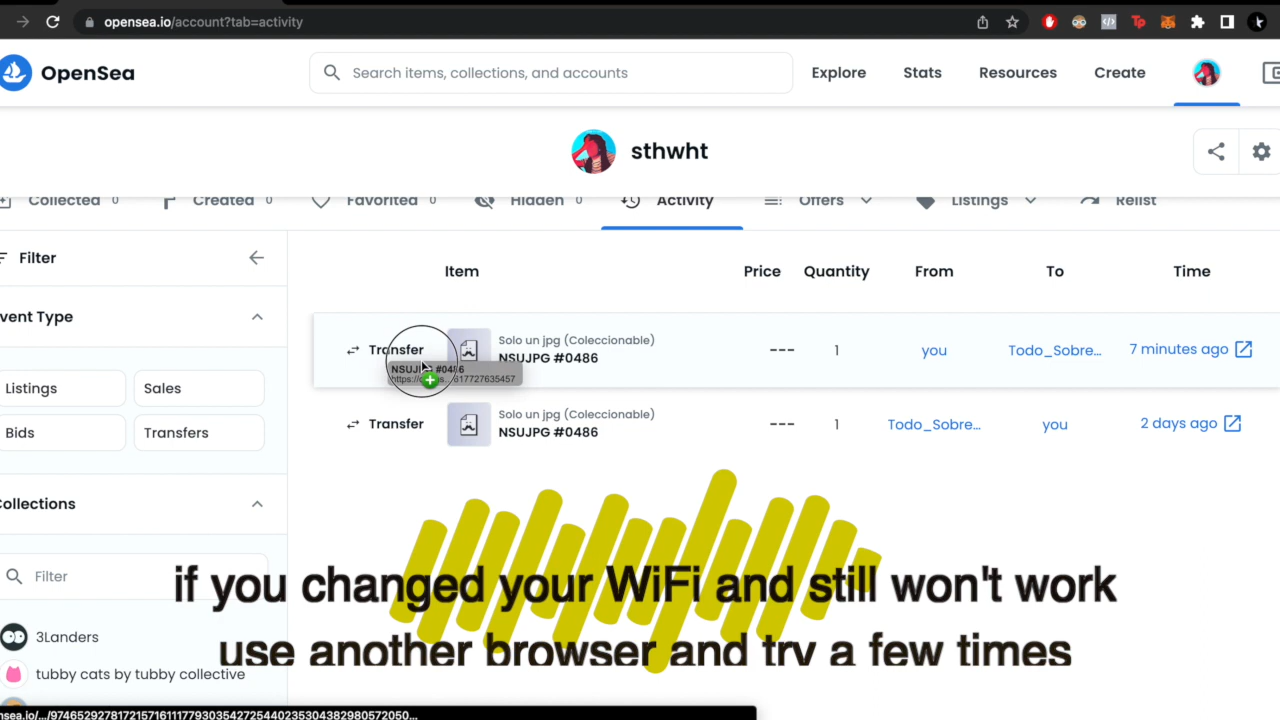 opensea.io/account?tab=activity
OpenSea
Search items, collections, and accounts
Explore
Stats
Resources
Create
sthwht
Collected 0
Created 0
Favorited 0
Hidden 0
Activity
Offers
Listings
Relist
Filter
vent Type
Listings
Sales
Bids
Transfers
Collections
Filter
3Landers
tubby cats by tubby collective
Item
Price
Quantity
From
To
Time
Transfer
Solo un jpg (Coleccionable)
NSUJPG #0486
---
1
you
Todo_Sobre...
7 minutes ago
NSUJPG #0486
Transfer
Solo un jpg (Coleccionable)
NSUJPG #0486
---
1
Todo_Sobre...
you
2 days ago
if you changed your WiFi and still won't work
use another browser and try a few times